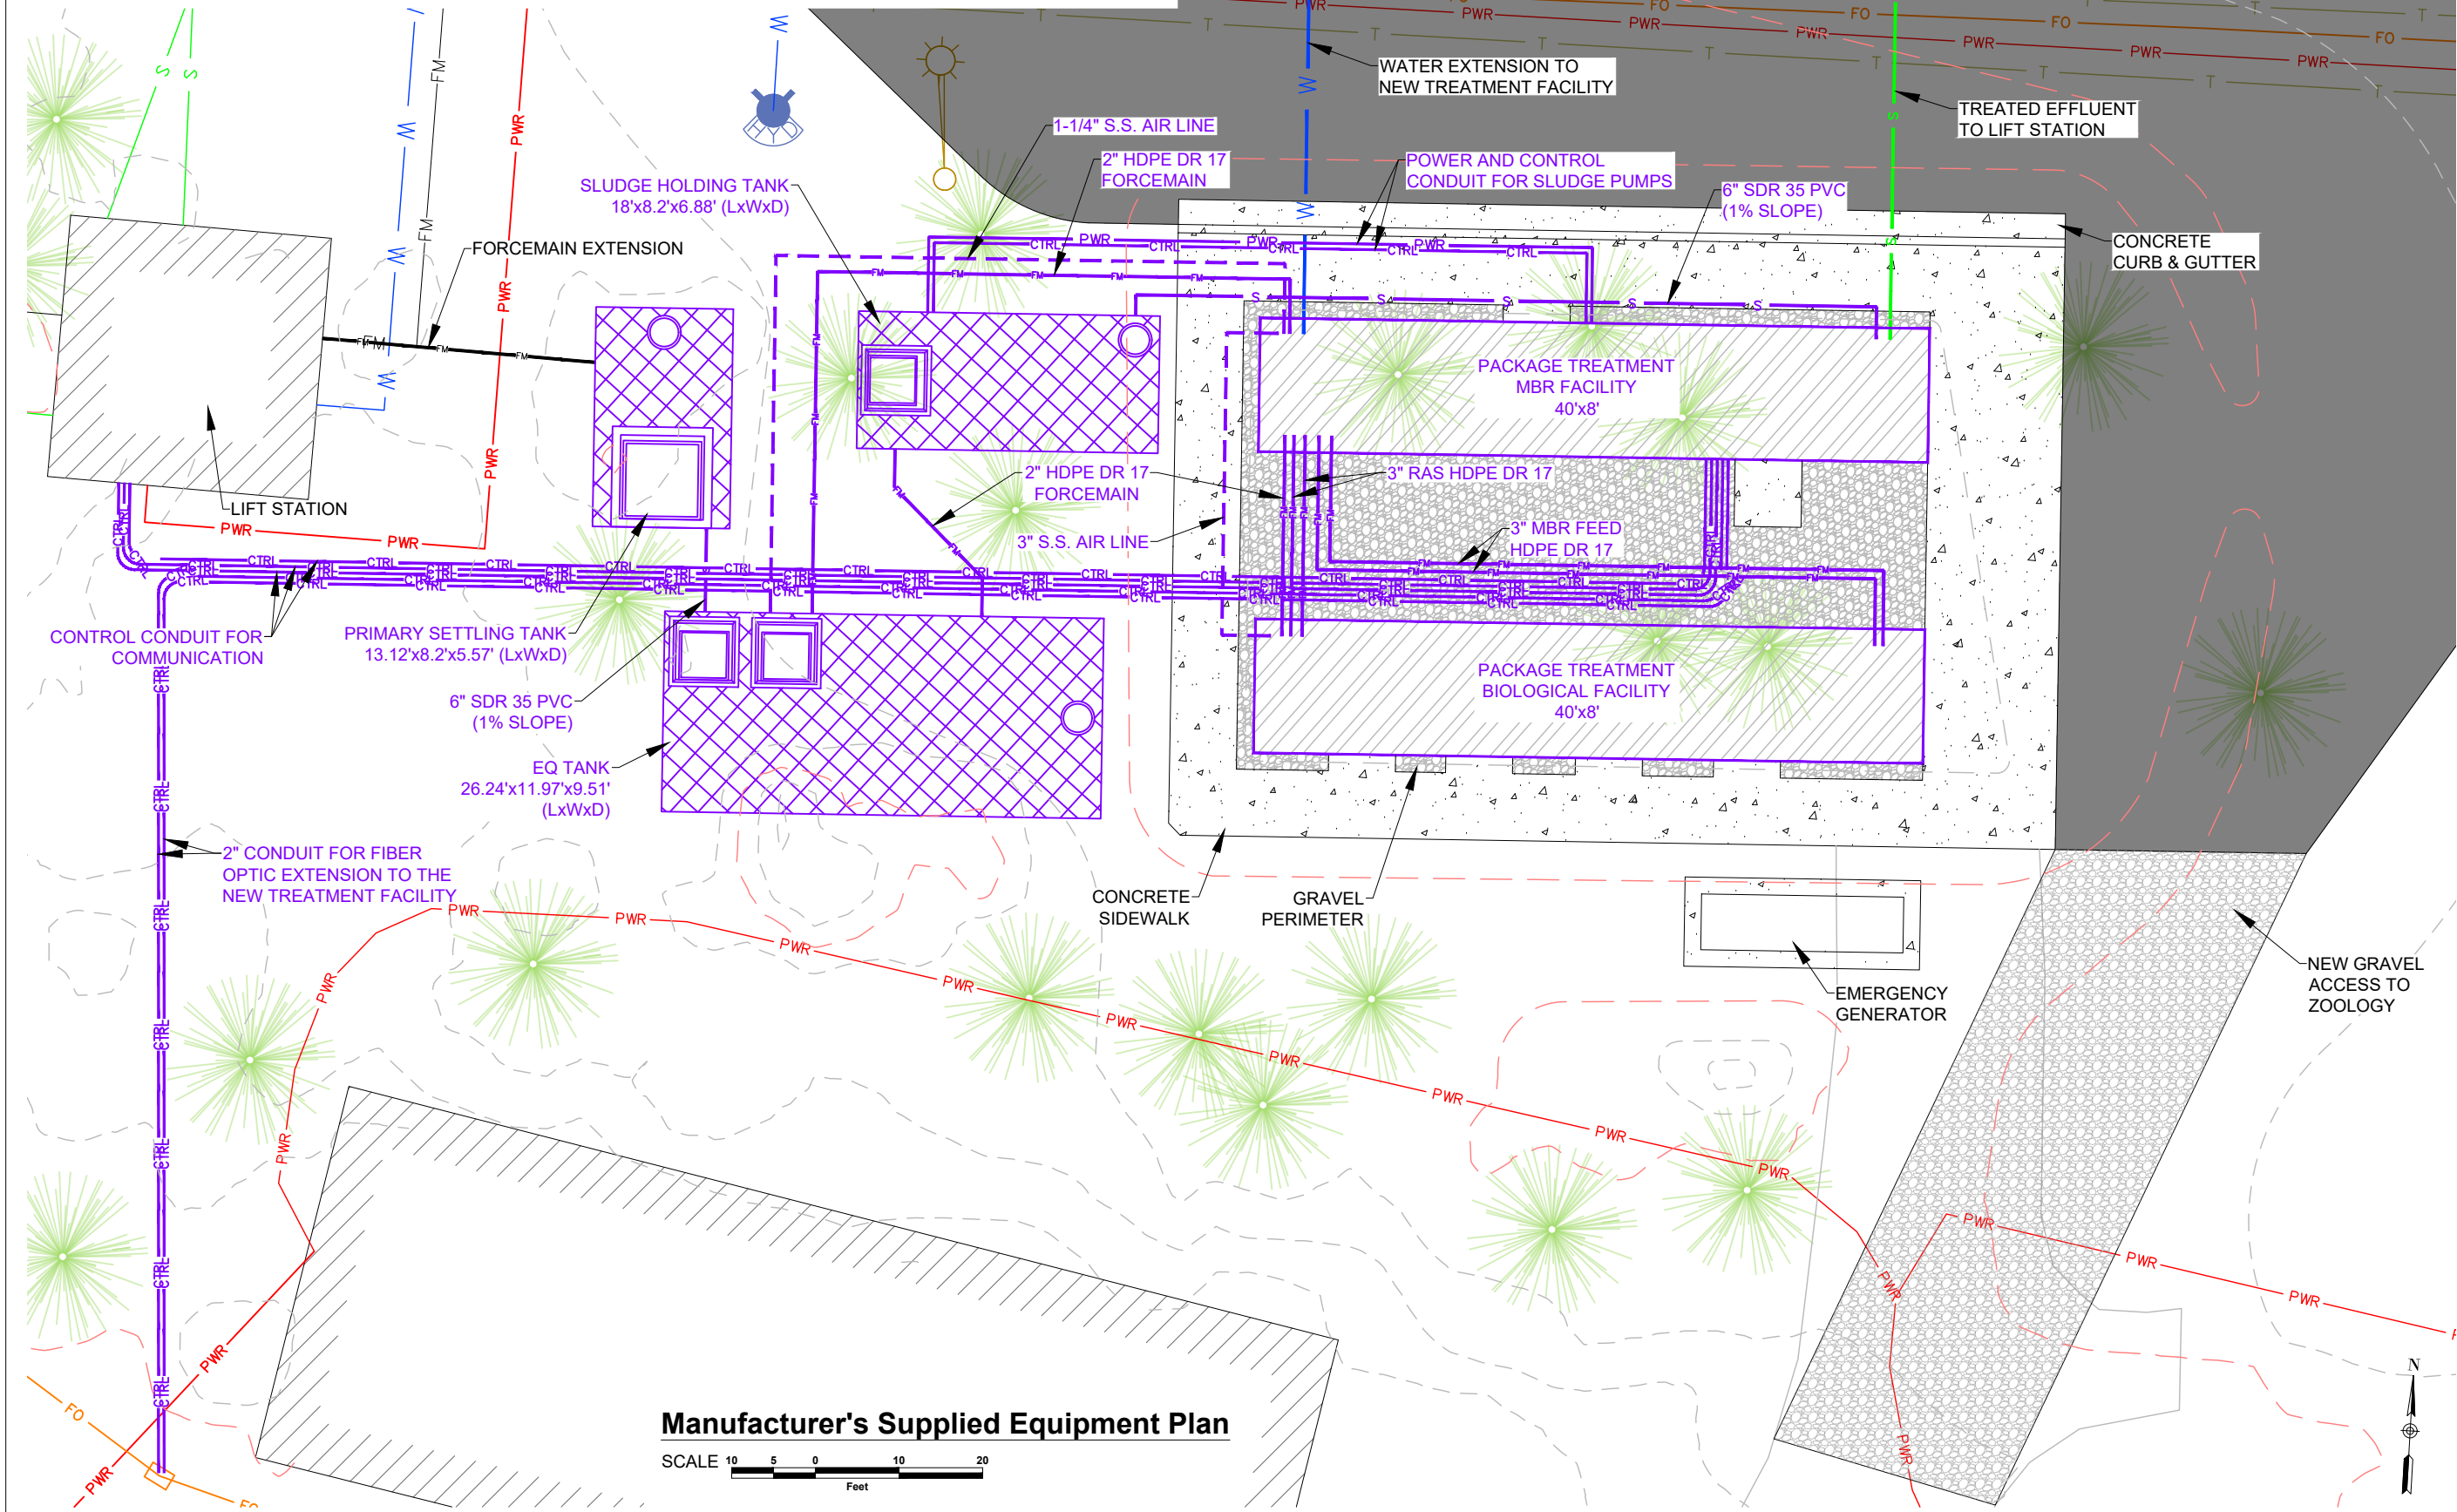 WATER EXTENSION TO
NEW TREATMENT FACILITY
TREATED EFFLUENT
TO LIFT STATION
1-1/4" S.S. AIR LINE
2" HDPE DR 17
FORCEMAIN
POWER AND CONTROL
CONDUIT FOR SLUDGE PUMPS
6" SDR 35 PVC
(1% SLOPE)
SLUDGE HOLDING TANK
18'x8.2'x6.88' (LxWxD)
FORCEMAIN EXTENSION
CONCRETE
CURB & GUTTER
PACKAGE TREATMENT
MBR FACILITY
40'x8'
LIFT STATION
2" HDPE DR 17
FORCEMAIN
3" RAS HDPE DR 17
3" S.S. AIR LINE
3" MBR FEED
HDPE DR 17
CONTROL CONDUIT FOR
COMMUNICATION
PRIMARY SETTLING TANK
13.12'x8.2'x5.57' (LxWxD)
6" SDR 35 PVC
(1% SLOPE)
EQ TANK
26.24'x11.97'x9.51'
(LxWxD)
PACKAGE TREATMENT
BIOLOGICAL FACILITY
40'x8'
2" CONDUIT FOR FIBER
OPTIC EXTENSION TO THE
NEW TREATMENT FACILITY
CONCRETE
SIDEWALK
GRAVEL
PERIMETER
EMERGENCY
GENERATOR
NEW GRAVEL
ACCESS TO
ZOOLOGY
HYD
PWR
FO
T
W
S
FM
CTRL
N
Manufacturer's Supplied Equipment Plan
SCALE 10 5 0 10 20
Feet